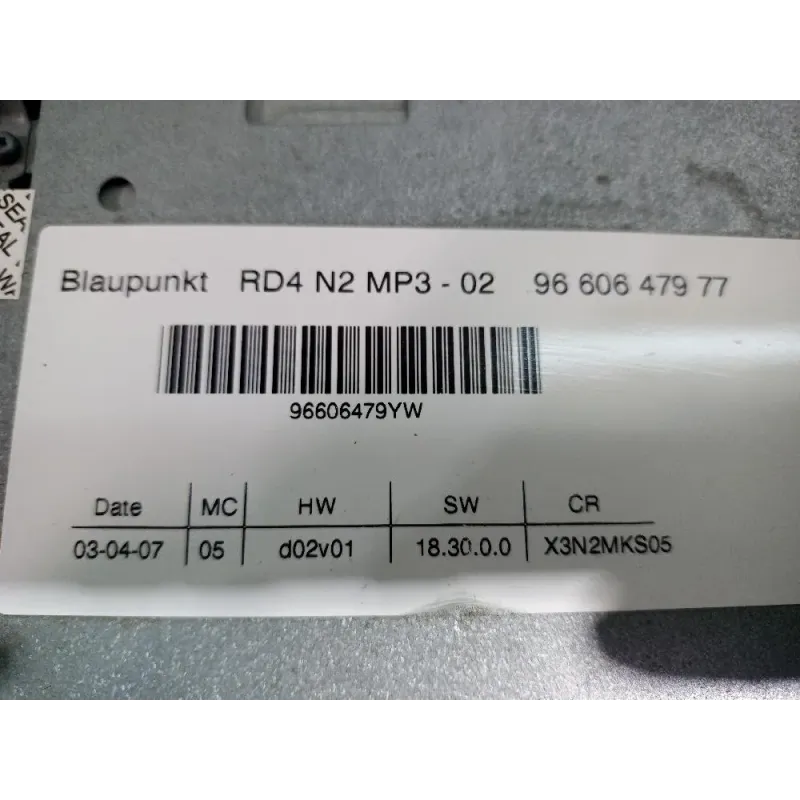 SEA
Blaupunkt RD4 N2 MP3 - 02 96 606 479 77
96606479YW
Date MC HW SW CR
03-04-07 05 d02v01 18.30.0.0 X3N2MKS05